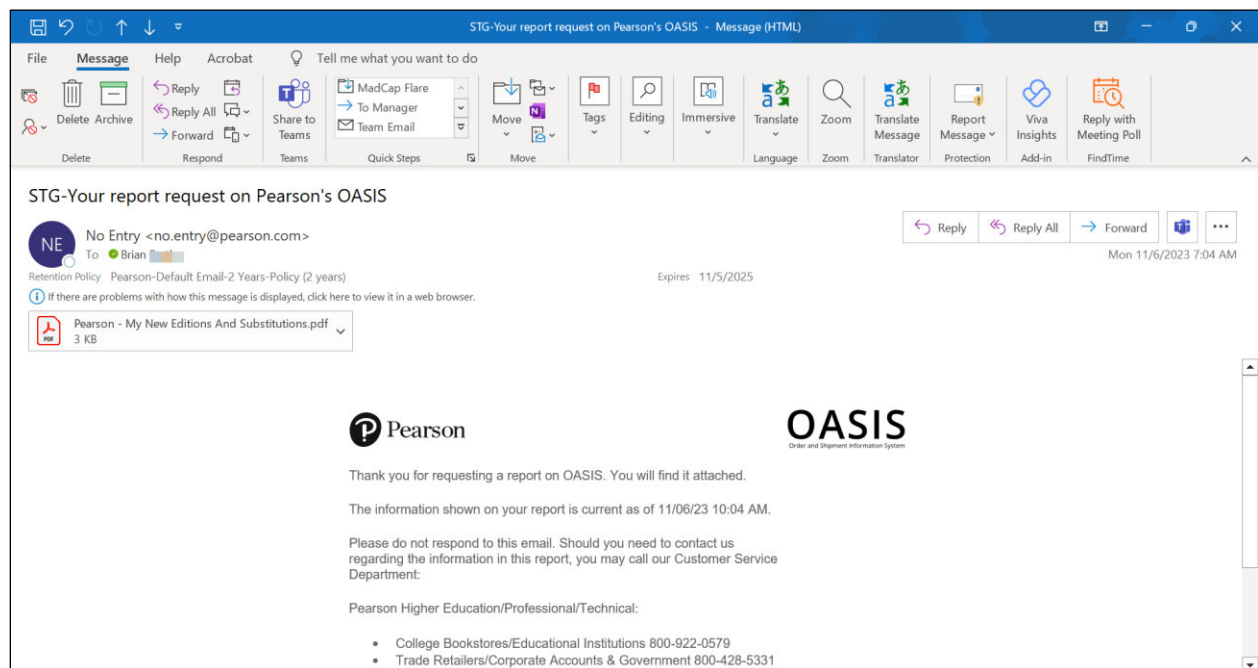 STG-Your report request on Pearson's OASIS - Message (HTML)
File Message Help Acrobat Tell me what you want to do
Delete Archive
Reply
Reply All
Forward
Share to Teams
MadCap Flare
To Manager
Team Email
Move
Tags
Editing
Immersive
Translate
Zoom
Translate Message
Report Message
Viva Insights
Reply with Meeting Poll
Delete Respond Teams Quick Steps Move Language Zoom Translator Protection Add-in FindTime
STG-Your report request on Pearson's OASIS
NE
No Entry <no.entry@pearson.com>
To Brian
Reply Reply All Forward
Mon 11/6/2023 7:04 AM
Retention Policy Pearson-Default Email-2 Years-Policy (2 years) Expires 11/5/2025
If there are problems with how this message is displayed, click here to view it in a web browser.
PDF
Pearson - My New Editions And Substitutions.pdf
3 KB
Pearson
OASIS
Order and Shipment Information System
Thank you for requesting a report on OASIS. You will find it attached.
The information shown on your report is current as of 11/06/23 10:04 AM.
Please do not respond to this email. Should you need to contact us
regarding the information in this report, you may call our Customer Service
Department:
Pearson Higher Education/Professional/Technical:
• College Bookstores/Educational Institutions 800-922-0579
• Trade Retailers/Corporate Accounts & Government 800-428-5331